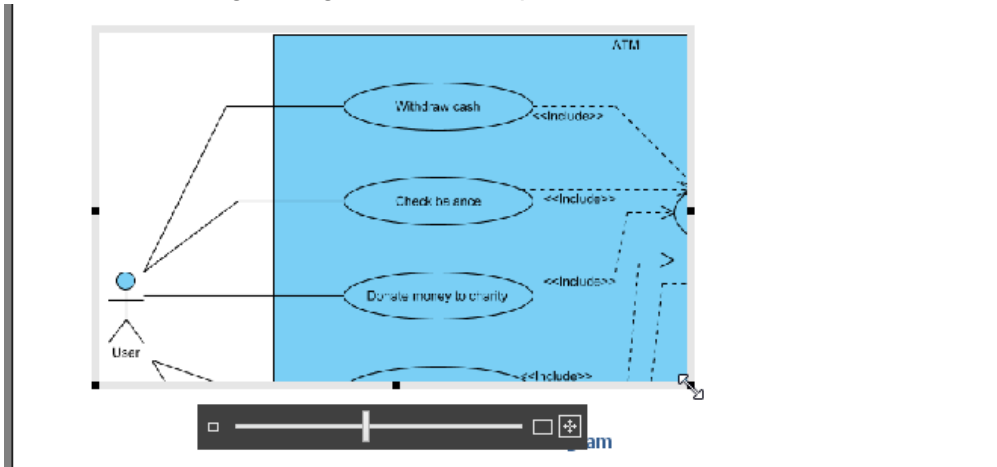 ATM
Withdraw cash
<<Include>>
Check balance
<<Include>>
<<Include>>
Donate money to charity
User
<<Include>>